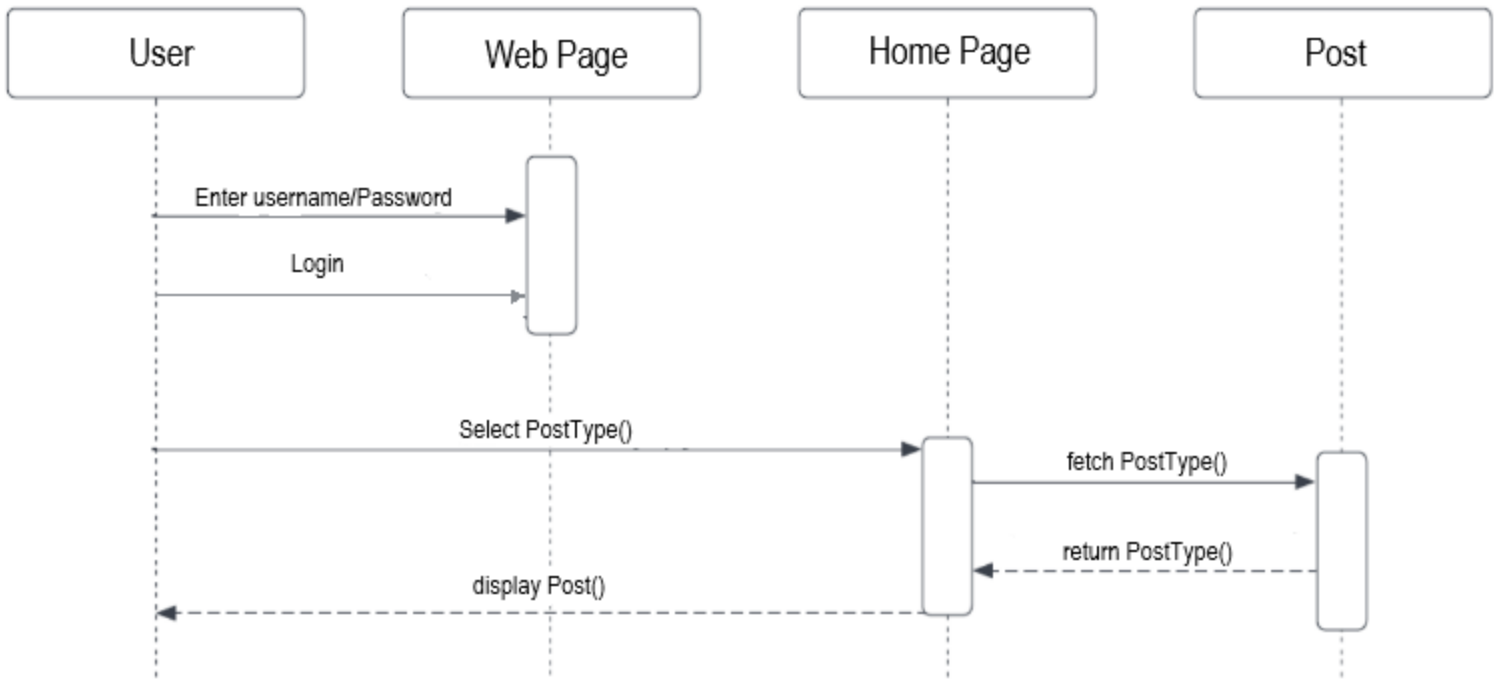 User
Web Page
Home Page
Post
Enter username/Password
Login
Select PostType()
fetch PostType()
return PostType()
display Post()